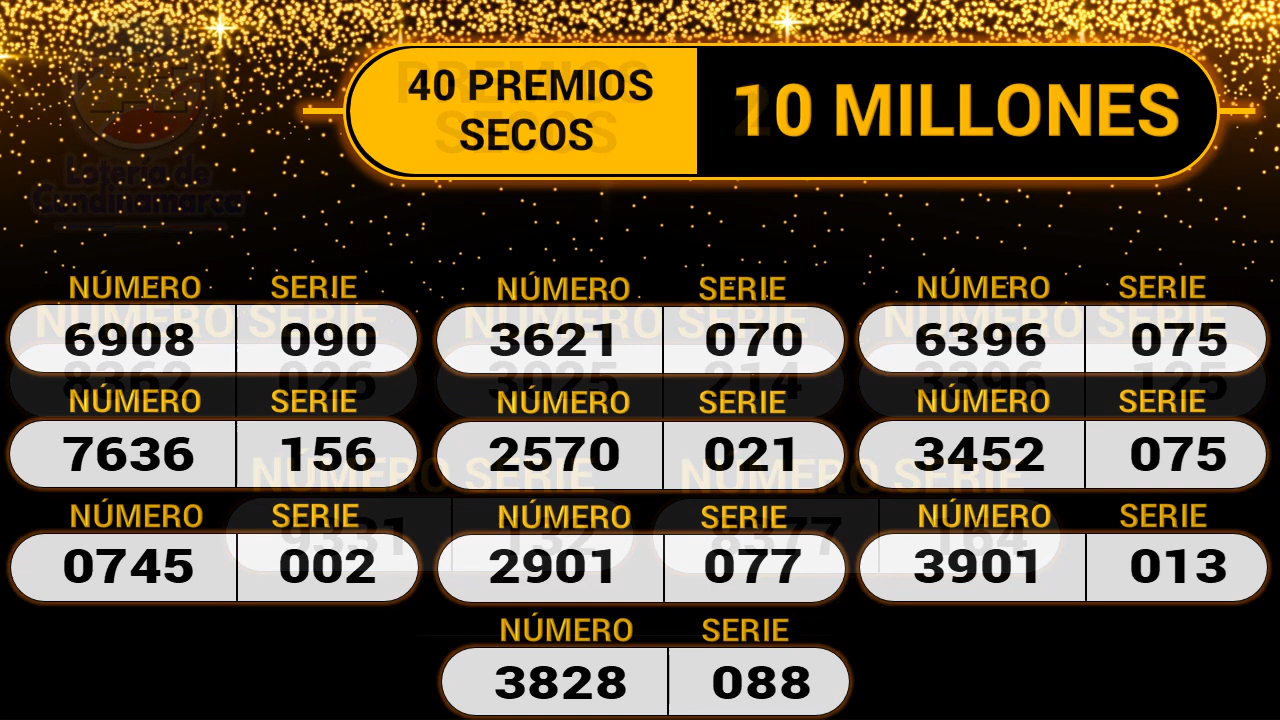 40 PREMIOS
SECOS
10 MILLONES
Lotería de
Cundinamarca
NÚMERO SERIE NÚMERO SERIE NÚMERO SERIE
6908 090 3621 070 6396 075
NÚMERO SERIE NÚMERO SERIE NÚMERO SERIE
7636 156 2570 021 3452 075
NÚMERO SERIE NÚMERO SERIE NÚMERO SERIE
0745 002 2901 077 3901 013
NÚMERO SERIE
3828 088